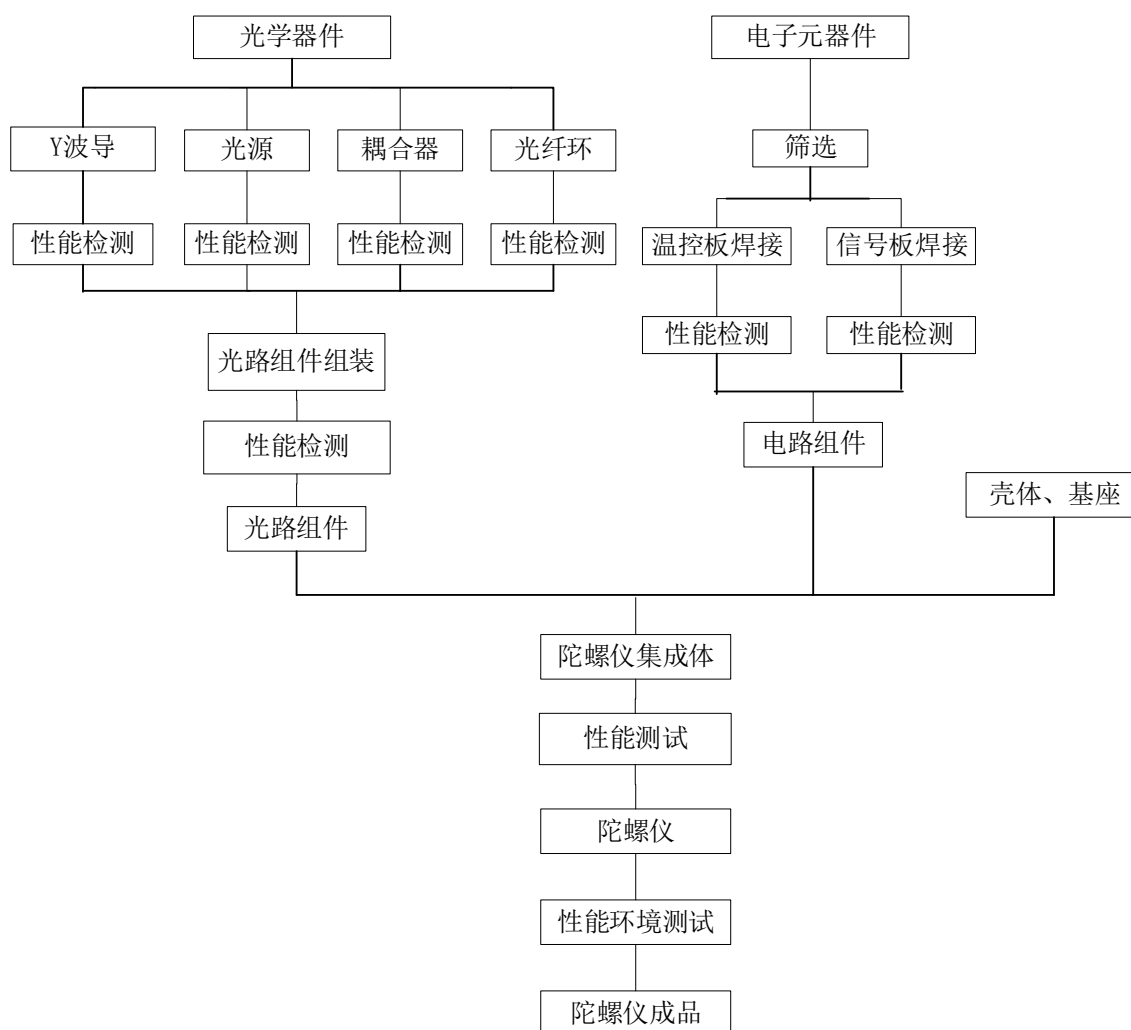 光学器件
电子元器件
Y波导
光源
耦合器
光纤环
筛选
性能检测
性能检测
性能检测
性能检测
温控板焊接
信号板焊接
性能检测
性能检测
光路组件组装
性能检测
电路组件
壳体、基座
光路组件
陀螺仪集成体
性能测试
陀螺仪
性能环境测试
陀螺仪成品